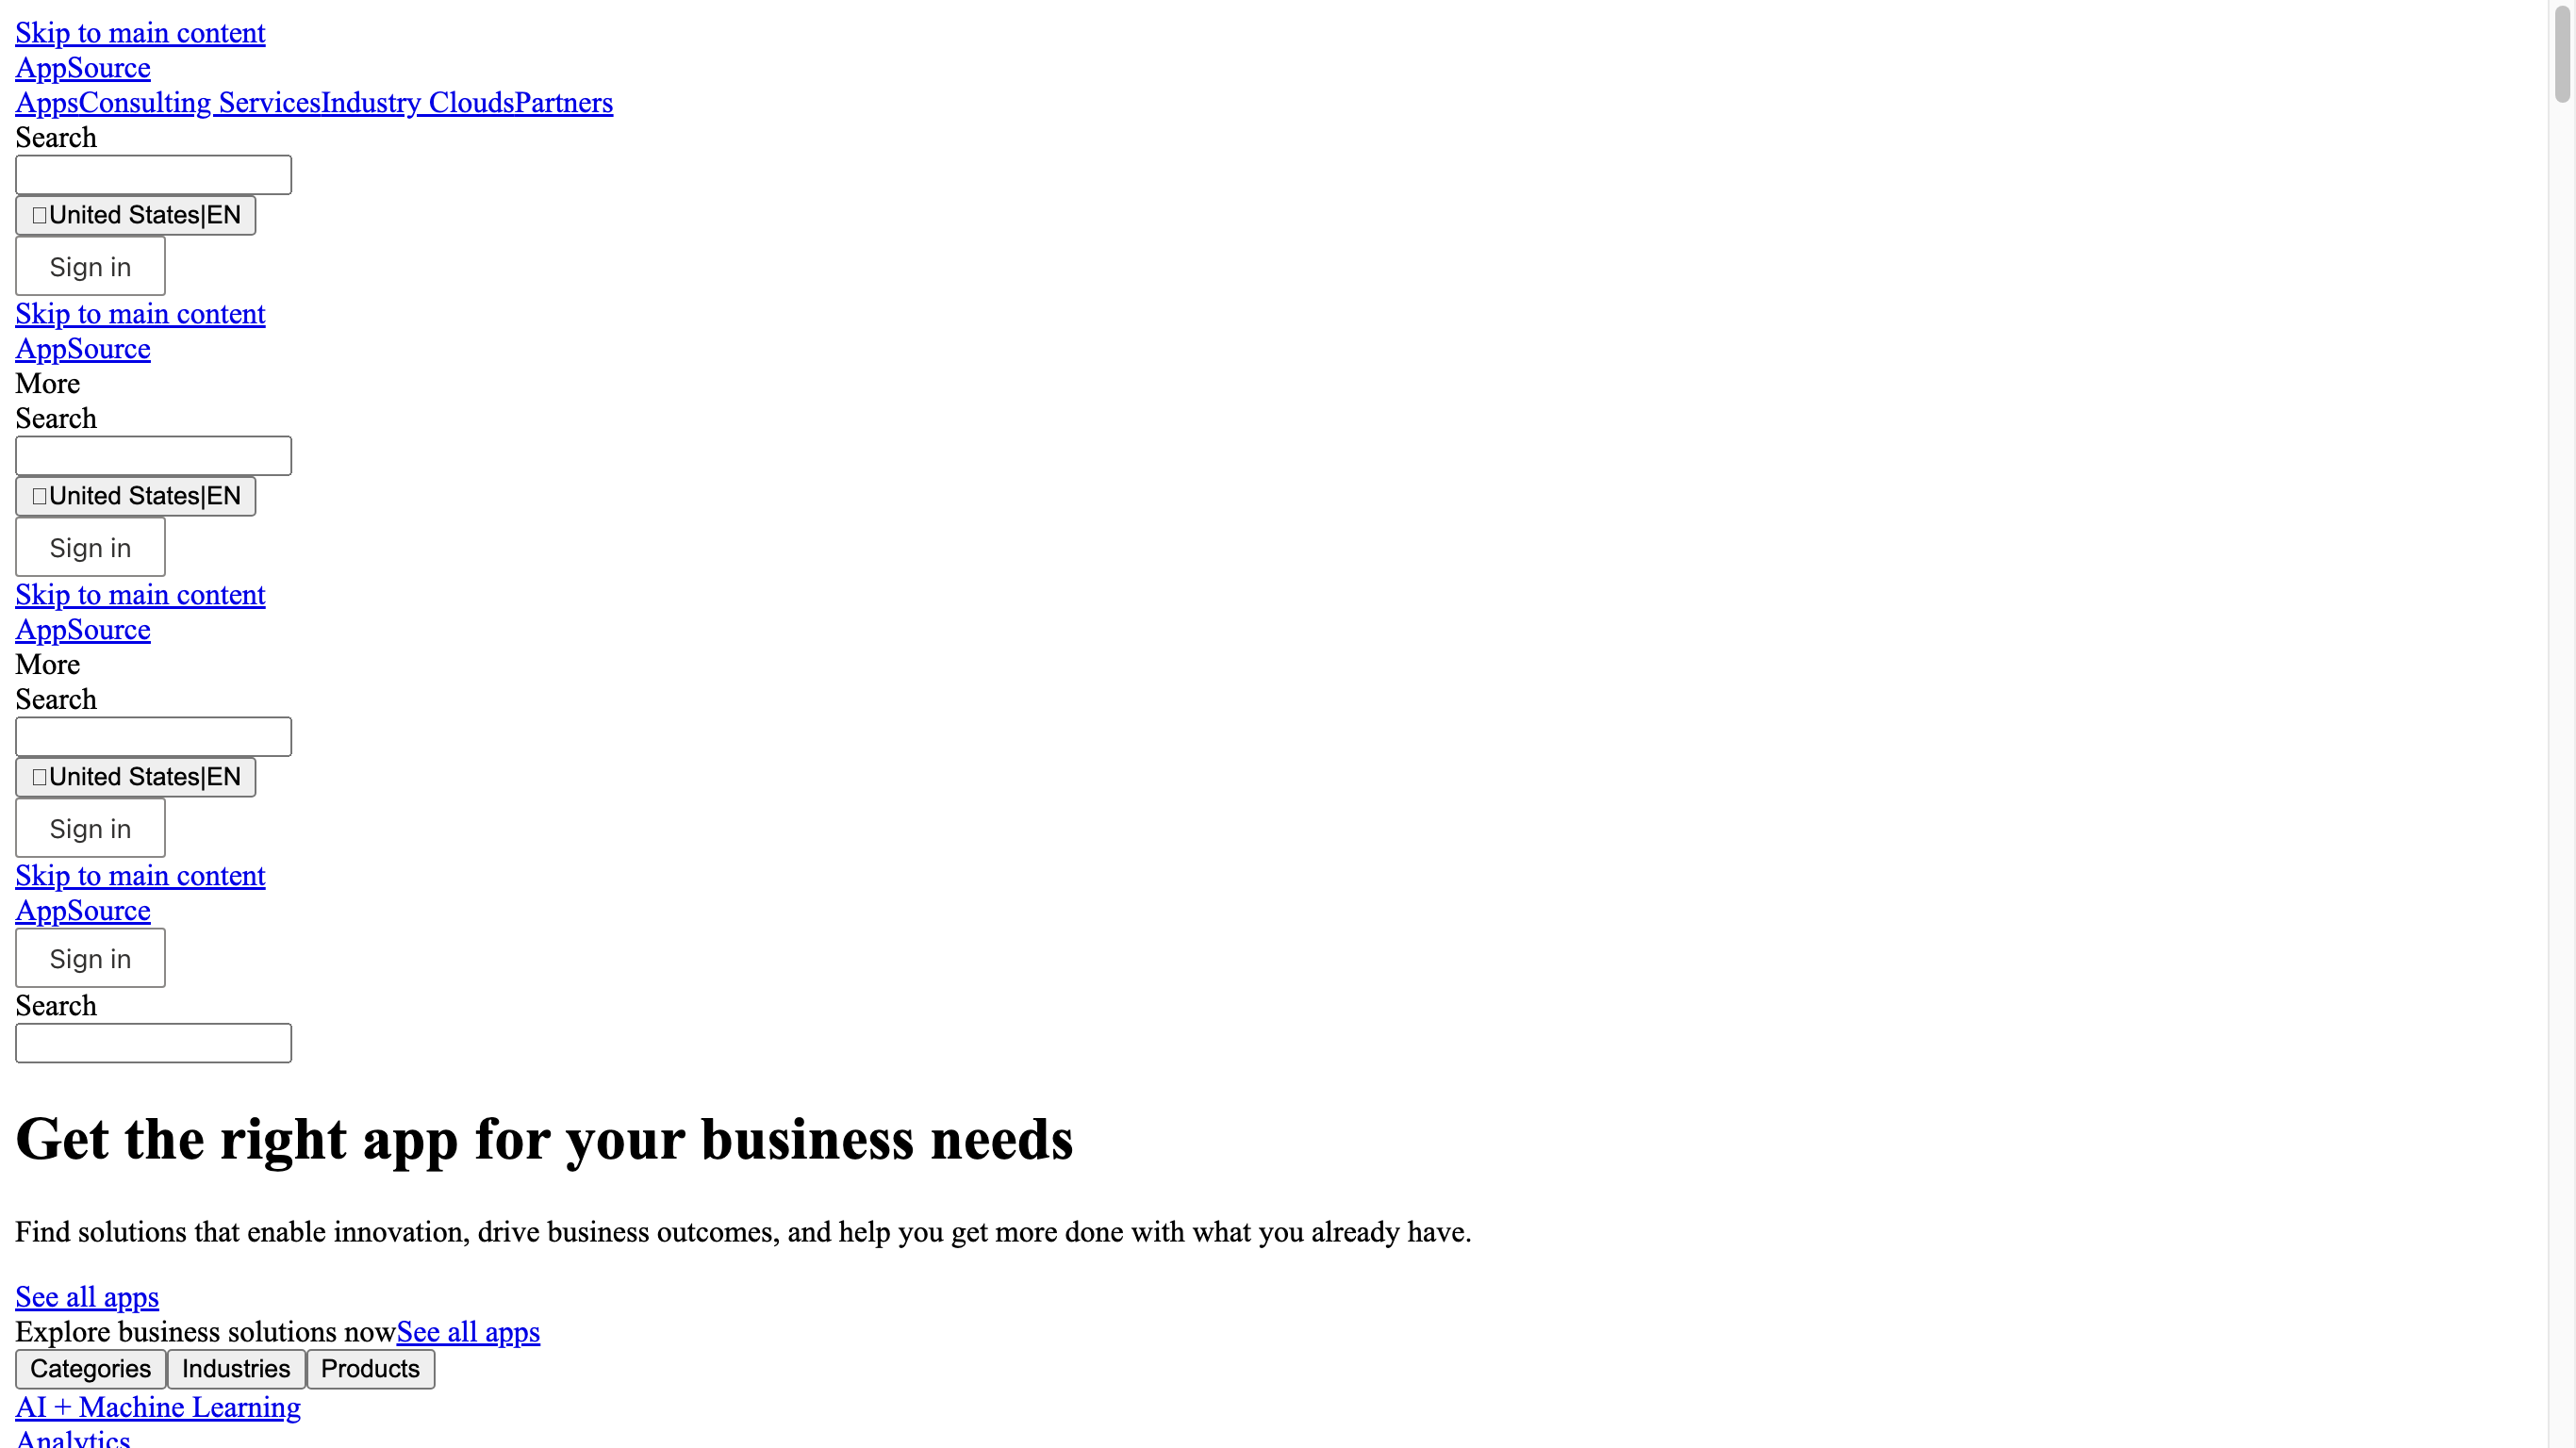 Skip to main content
AppSource
AppsConsulting ServicesIndustry CloudsPartners
Search
United States|EN
Sign in
Skip to main content
AppSource
More
Search
United States|EN
Sign in
Skip to main content
AppSource
More
Search
United States|EN
Sign in
Skip to main content
AppSource
Sign in
Search
Get the right app for your business needs
Find solutions that enable innovation, drive business outcomes, and help you get more done with what you already have.
See all apps
Explore business solutions nowSee all apps
Categories Industries Products
AI + Machine Learning
Analytics